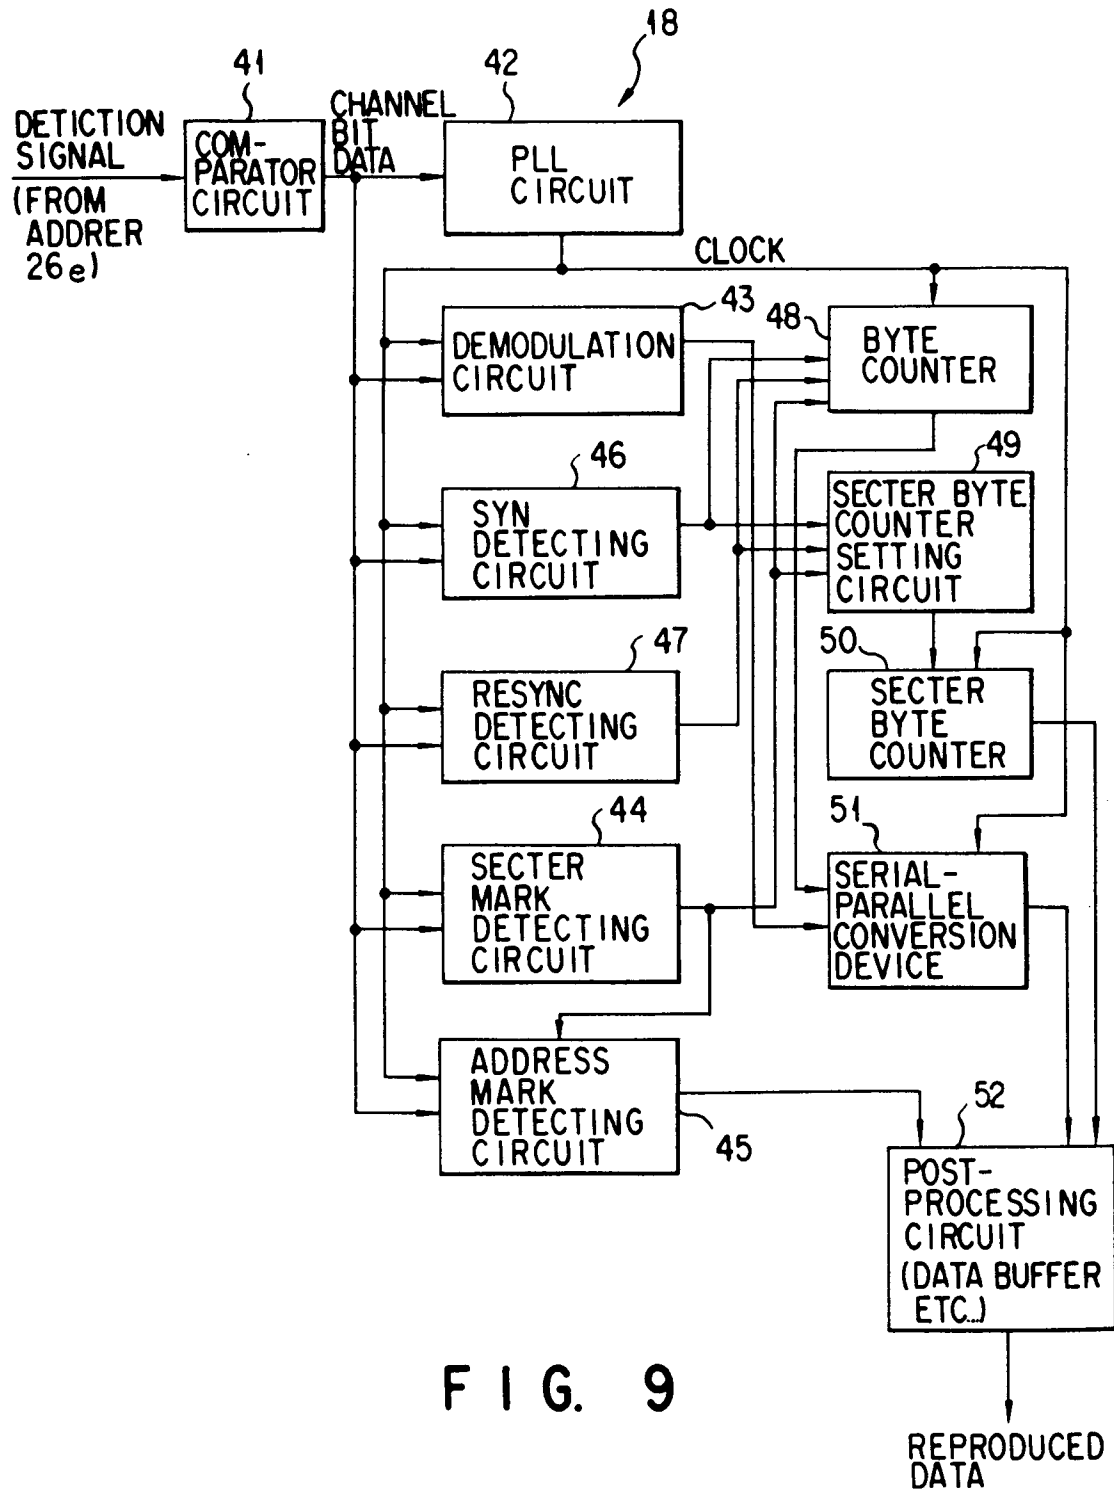 18
41
42
DETICTION
SIGNAL
(FROM
ADDRER
26e)
COM-
PARATOR
CIRCUIT
CHANNEL
BIT
DATA
PLL
CIRCUIT
CLOCK
43
DEMODULATION
CIRCUIT
48
BYTE
COUNTER
46
SYN
DETECTING
CIRCUIT
49
SECTER BYTE
COUNTER
SETTING
CIRCUIT
47
RESYNC
DETECTING
CIRCUIT
50
SECTER
BYTE
COUNTER
44
SECTER
MARK
DETECTING
CIRCUIT
51
SERIAL-
PARALLEL
CONVERSION
DEVICE
ADDRESS
MARK
DETECTING
CIRCUIT
45
52
POST-
PROCESSING
CIRCUIT
(DATA BUFFER
ETC...)
FIG. 9
REPRODUCED
DATA